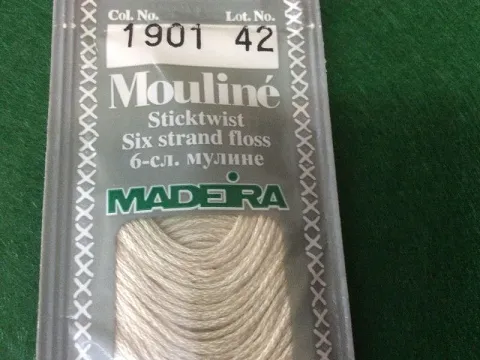 Col. No. Lot. No.
1901 42
Mouliné
Sticktwist
Six strand floss
6-сл. мулине
MADEIRA